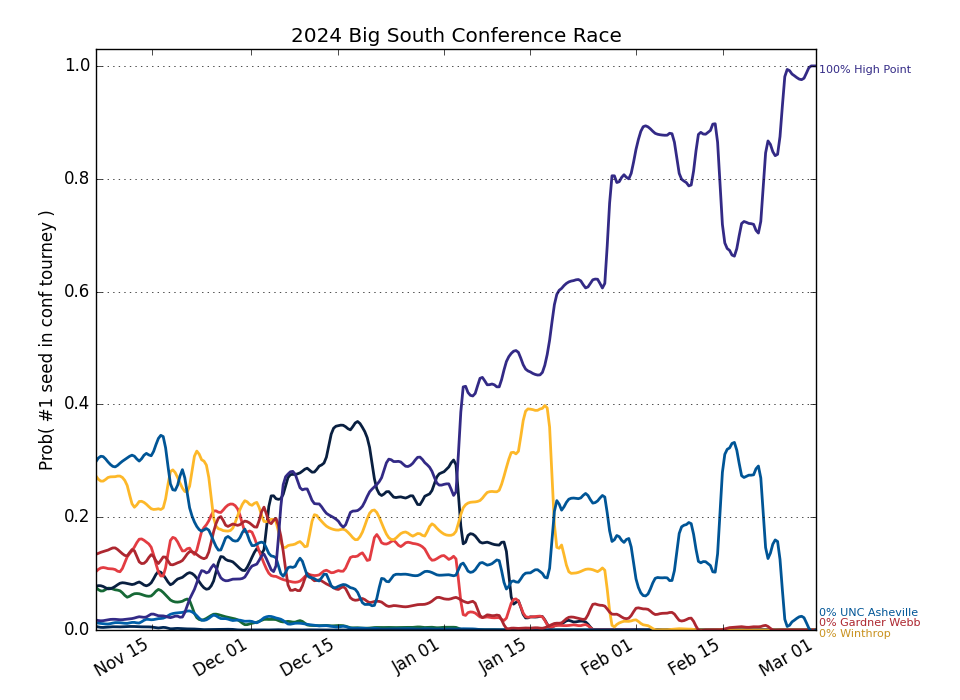 2024 Big South Conference Race
Prob( #1 seed in conf tourney )
1.0
0.8
0.6
0.4
0.2
0.0
100% High Point
0% UNC Asheville
0% Gardner Webb
0% Winthrop
Nov 15
Dec 01
Dec 15
Jan 01
Jan 15
Feb 01
Feb 15
Mar 01